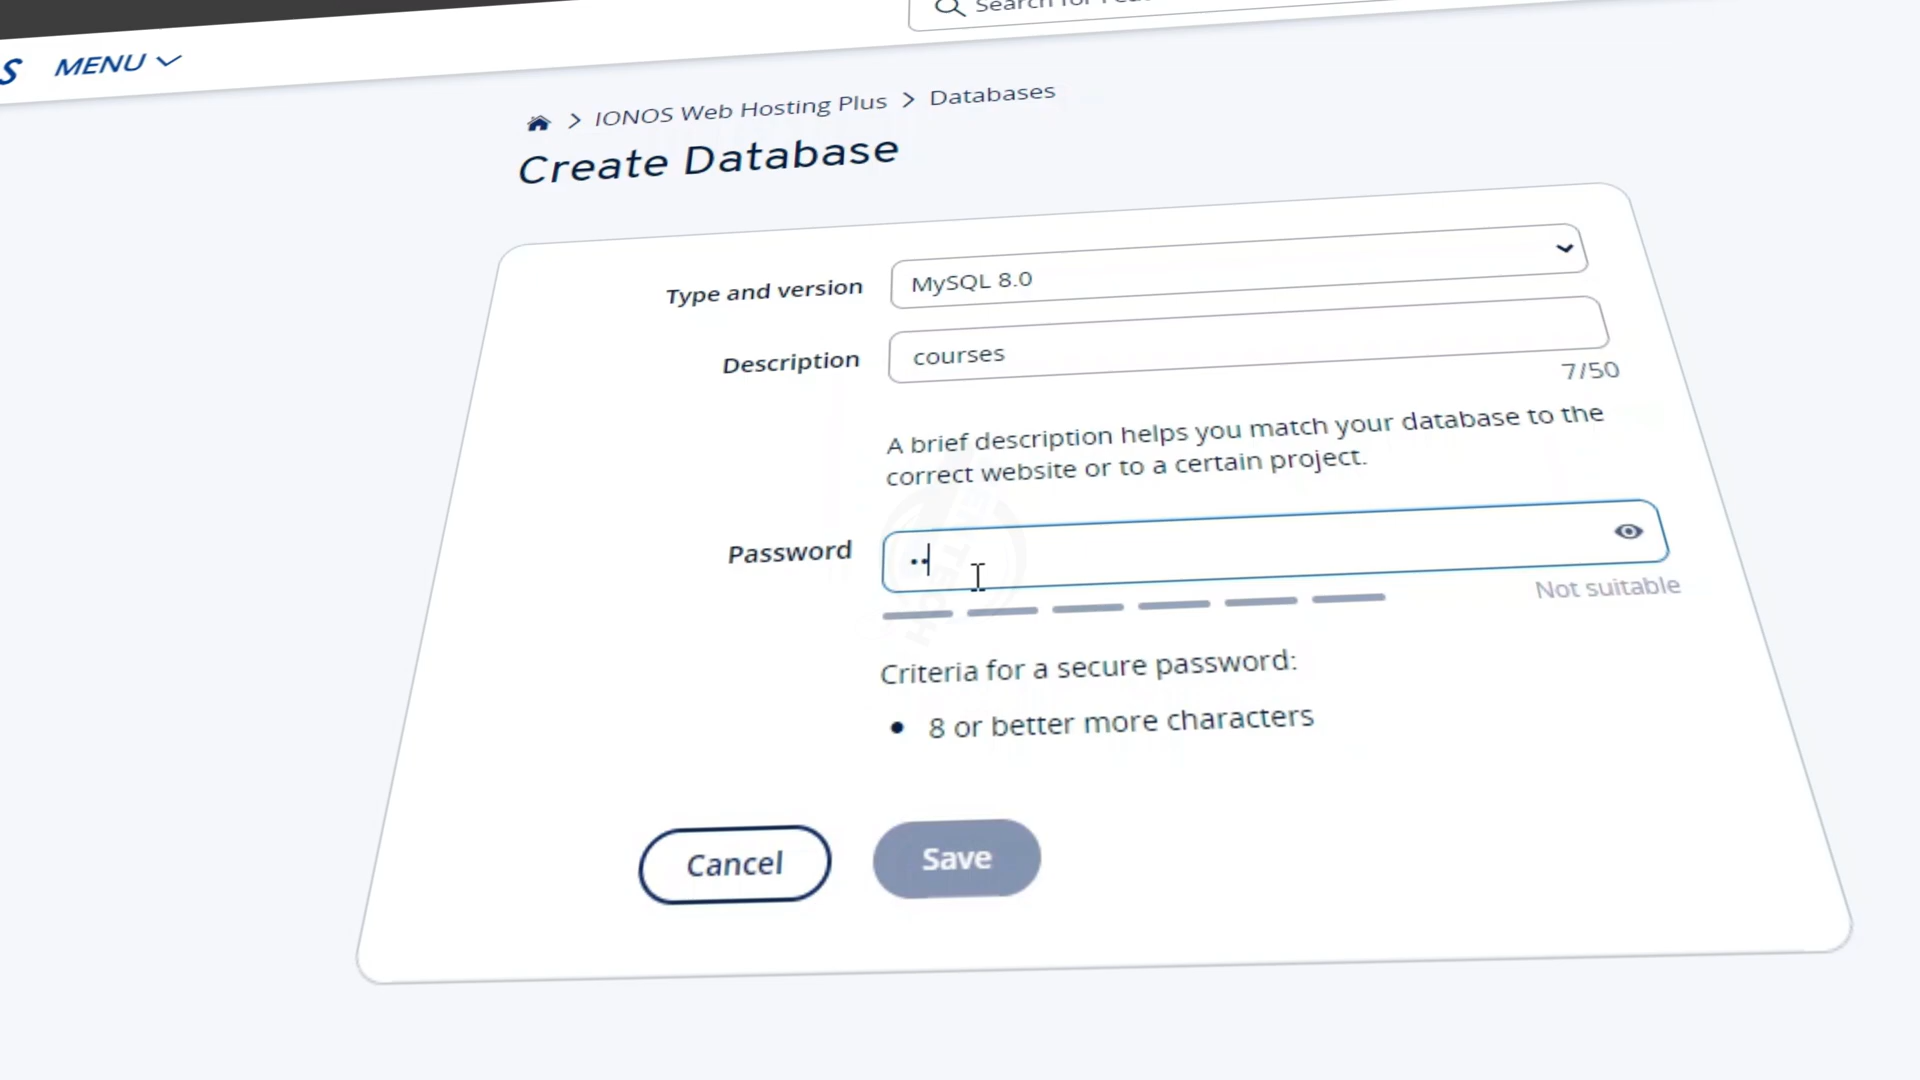 S MENU
IONOS Web Hosting Plus > Databases
Create Database
Type and version MySQL 8.0
Description courses
7/50
A brief description helps you match your database to the
correct website or to a certain project.
Password ••
Not suitable
Criteria for a secure password:
• 8 or better more characters
Cancel Save